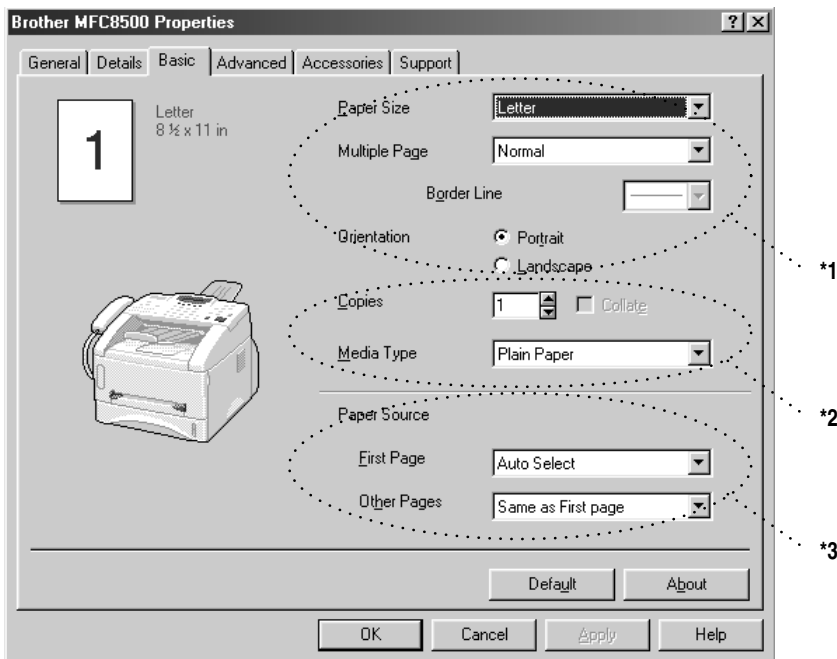 Brother MFC8500 Properties
General Details Basic Advanced Accessories Support
1
Letter
8 ½ x 11 in
Paper Size Letter
Multiple Page Normal
Border Line
Orientation Portrait
Landscape
*1
Copies 1 Collate
Media Type Plain Paper
*2
Paper Source
First Page Auto Select
Other Pages Same as First page
*3
Default About
OK Cancel Apply Help